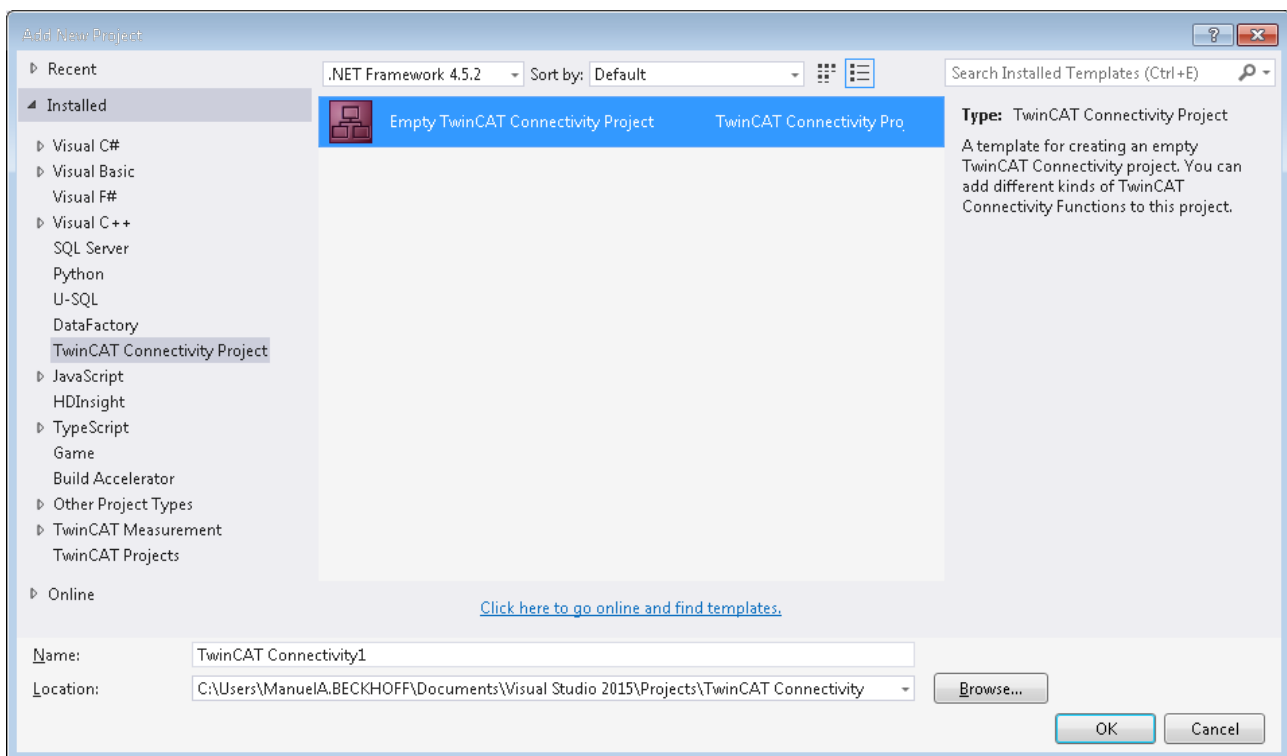 Add New Project
Recent
.NET Framework 4.5.2 Sort by: Default
Search Installed Templates (Ctrl+E)
Installed
Visual C#
Visual Basic
Visual F#
Visual C++
SQL Server
Python
U-SQL
DataFactory
TwinCAT Connectivity Project
JavaScript
HDInsight
TypeScript
Game
Build Accelerator
Other Project Types
TwinCAT Measurement
TwinCAT Projects
Online
Empty TwinCAT Connectivity Project TwinCAT Connectivity Pro
Type: TwinCAT Connectivity Project
A template for creating an empty
TwinCAT Connectivity project. You can
add different kinds of TwinCAT
Connectivity Functions to this project.
Click here to go online and find templates.
Name: TwinCAT Connectivity1
Location: C:\Users\ManuelA.BECKHOFF\Documents\Visual Studio 2015\Projects\TwinCAT Connectivity Browse...
OK Cancel